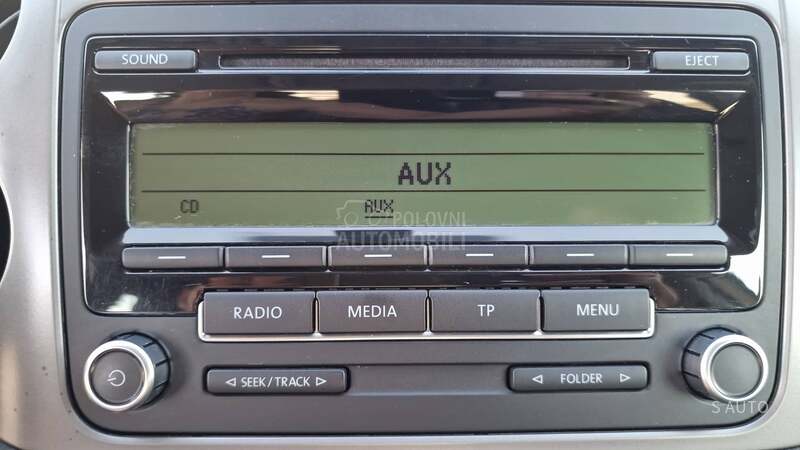 SOUND
EJECT
AUX
CD AUX
POLOVNI
AUTOMOBILI
RADIO MEDIA TP MENU
SEEK/TRACK
FOLDER
S AUTO